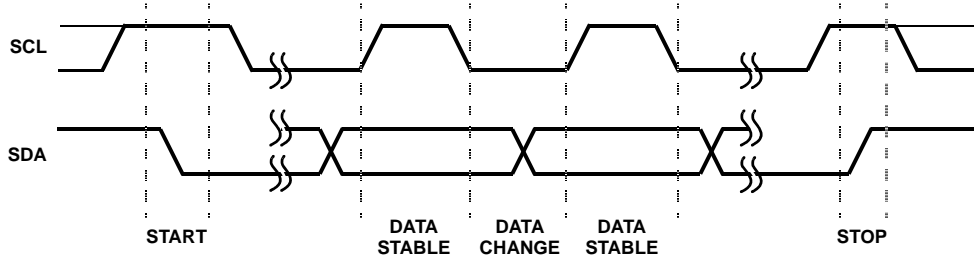 SCL
SDA
START
DATA
STABLE
DATA
CHANGE
DATA
STABLE
STOP